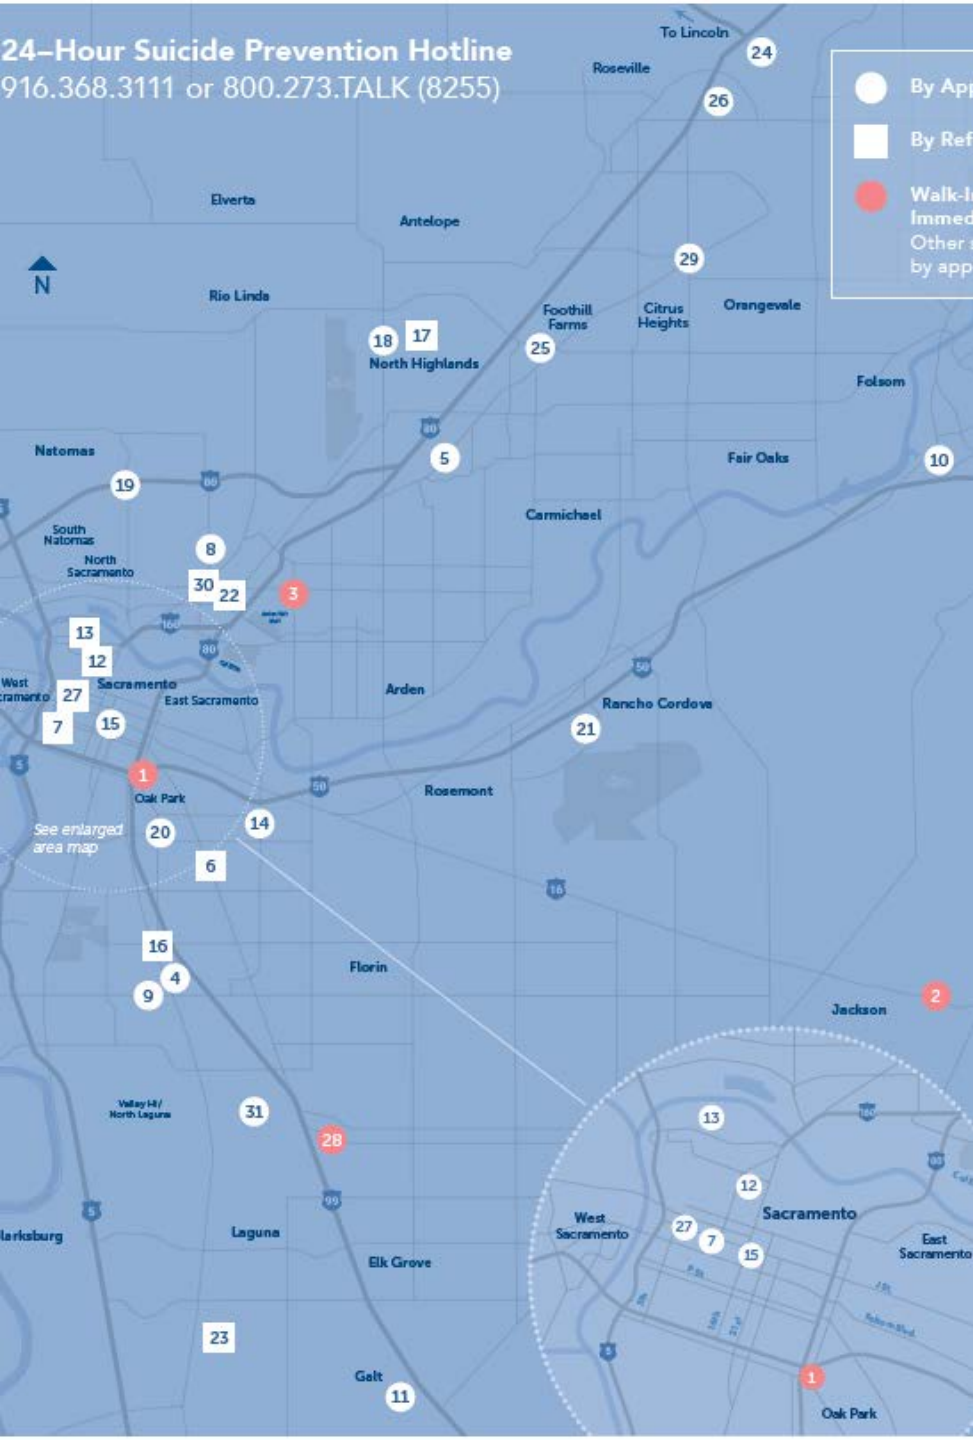 24–Hour Suicide Prevention Hotline
916.368.3111 or 800.273.TALK (8255)
To Lincoln
24
Roseville
26
By App
By Ref
Walk-I
Immed
Other s
by app
Elverta
Antelope
N
29
Rio Linda
Foothill
Farms
Citrus
Heights
Orangevale
18
17
25
North Highlands
Folsom
80
5
Natomas
Fair Oaks
10
19
80
Carmichael
South
Natomas
8
North
Sacramento
30
22
3
13
160
12
80
50
West
cramento
Sacramento
Arden
27
East Sacramento
Rancho Cordova
7
15
21
5
1
50
Rosemont
Oak Park
See enlarged
area map
20
14
6
16
16
Florin
4
9
2
Jackson
Valley Hi/
North Laguna
31
28
13
160
80
99
12
5
Sacramento
larksburg
Laguna
West
Sacramento
27
7
15
East
Sacramento
Elk Grove
P St.
J St.
Folsom Blvd.
23
5
Galt
11
1
Oak Park